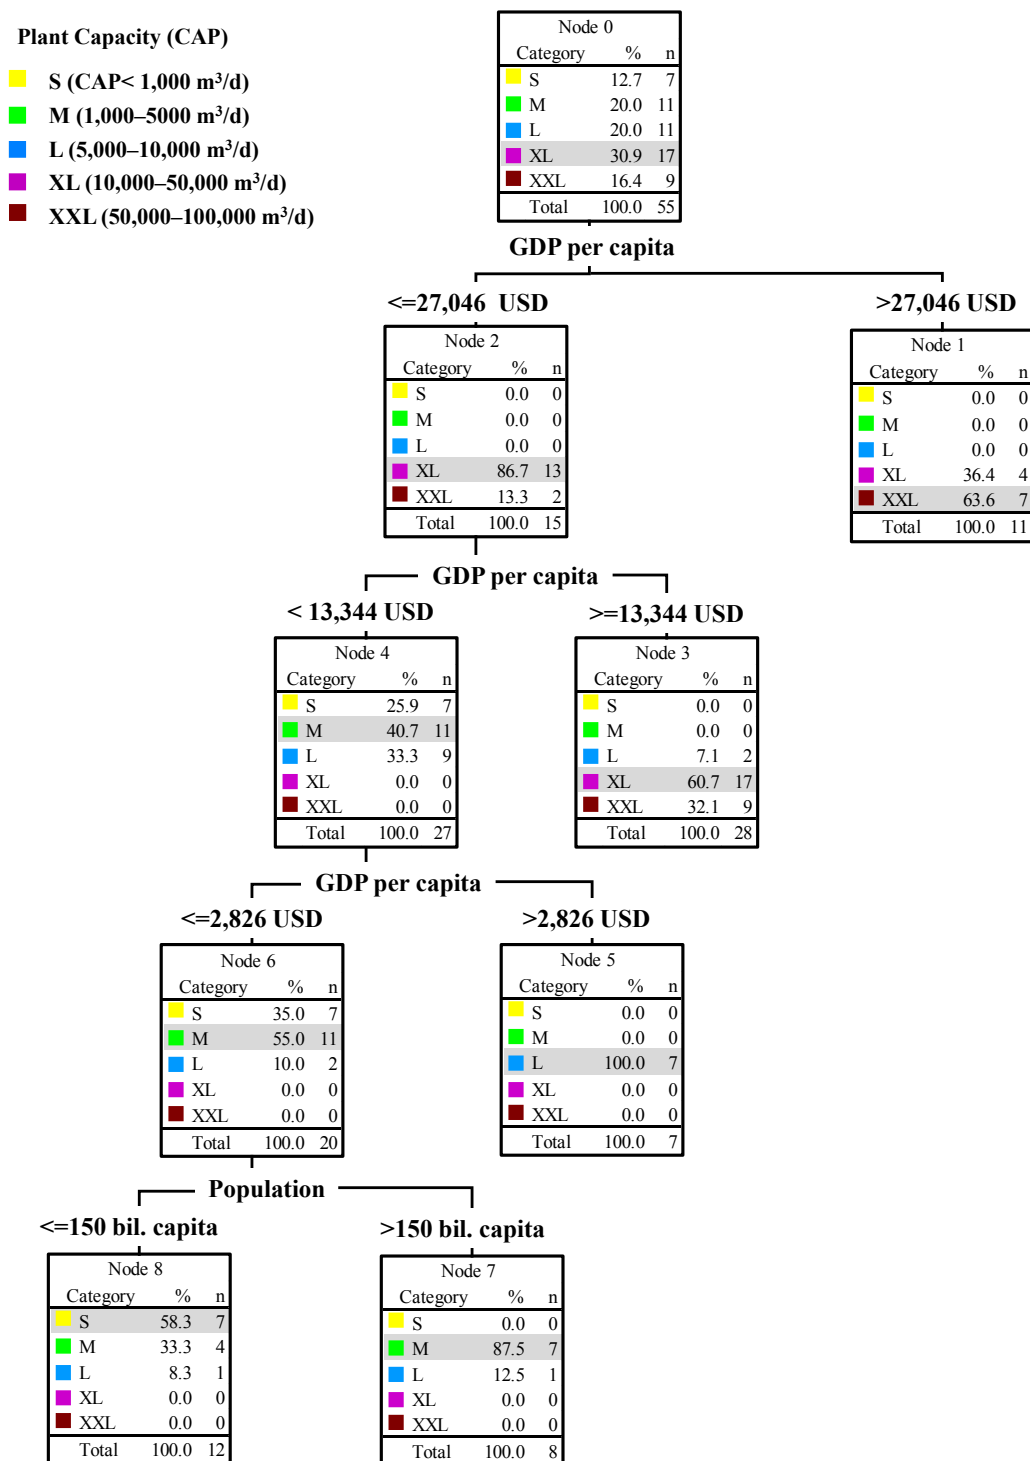 Plant Capacity (CAP)
S (CAP< 1,000 m³/d)
M (1,000–5000 m³/d)
L (5,000–10,000 m³/d)
XL (10,000–50,000 m³/d)
XXL (50,000–100,000 m³/d)
Node 0
Category % n
S 12.7 7
M 20.0 11
L 20.0 11
XL 30.9 17
XXL 16.4 9
Total 100.0 55
GDP per capita
<=27,046 USD
>27,046 USD
Node 2
Category % n
S 0.0 0
M 0.0 0
L 0.0 0
XL 86.7 13
XXL 13.3 2
Total 100.0 15
Node 1
Category % n
S 0.0 0
M 0.0 0
L 0.0 0
XL 36.4 4
XXL 63.6 7
Total 100.0 11
GDP per capita
< 13,344 USD
>=13,344 USD
Node 4
Category % n
S 25.9 7
M 40.7 11
L 33.3 9
XL 0.0 0
XXL 0.0 0
Total 100.0 27
Node 3
Category % n
S 0.0 0
M 0.0 0
L 7.1 2
XL 60.7 17
XXL 32.1 9
Total 100.0 28
GDP per capita
<=2,826 USD
>2,826 USD
Node 6
Category % n
S 35.0 7
M 55.0 11
L 10.0 2
XL 0.0 0
XXL 0.0 0
Total 100.0 20
Node 5
Category % n
S 0.0 0
M 0.0 0
L 100.0 7
XL 0.0 0
XXL 0.0 0
Total 100.0 7
Population
<=150 bil. capita
>150 bil. capita
Node 8
Category % n
S 58.3 7
M 33.3 4
L 8.3 1
XL 0.0 0
XXL 0.0 0
Total 100.0 12
Node 7
Category % n
S 0.0 0
M 87.5 7
L 12.5 1
XL 0.0 0
XXL 0.0 0
Total 100.0 8